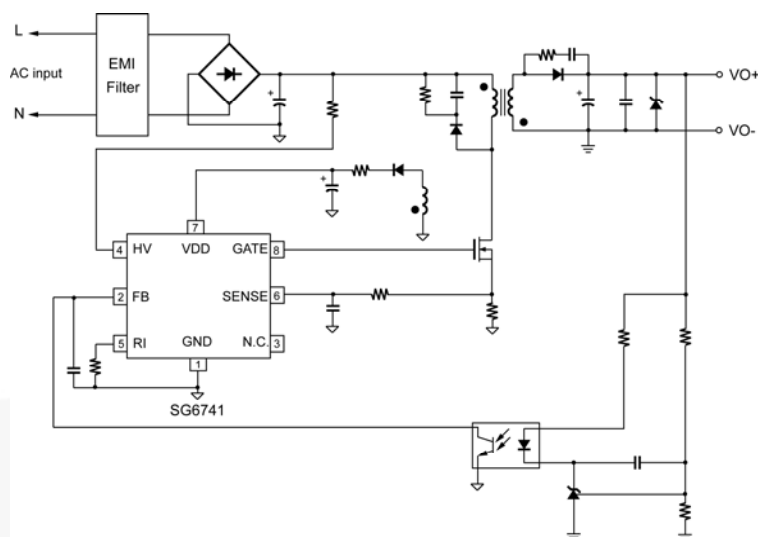 L
AC input
N
EMI
Filter
+
+
VO+
VO-
+
7
4 HV VDD GATE 8
2 FB SENSE 6
5 RI GND N.C. 3
1
SG6741